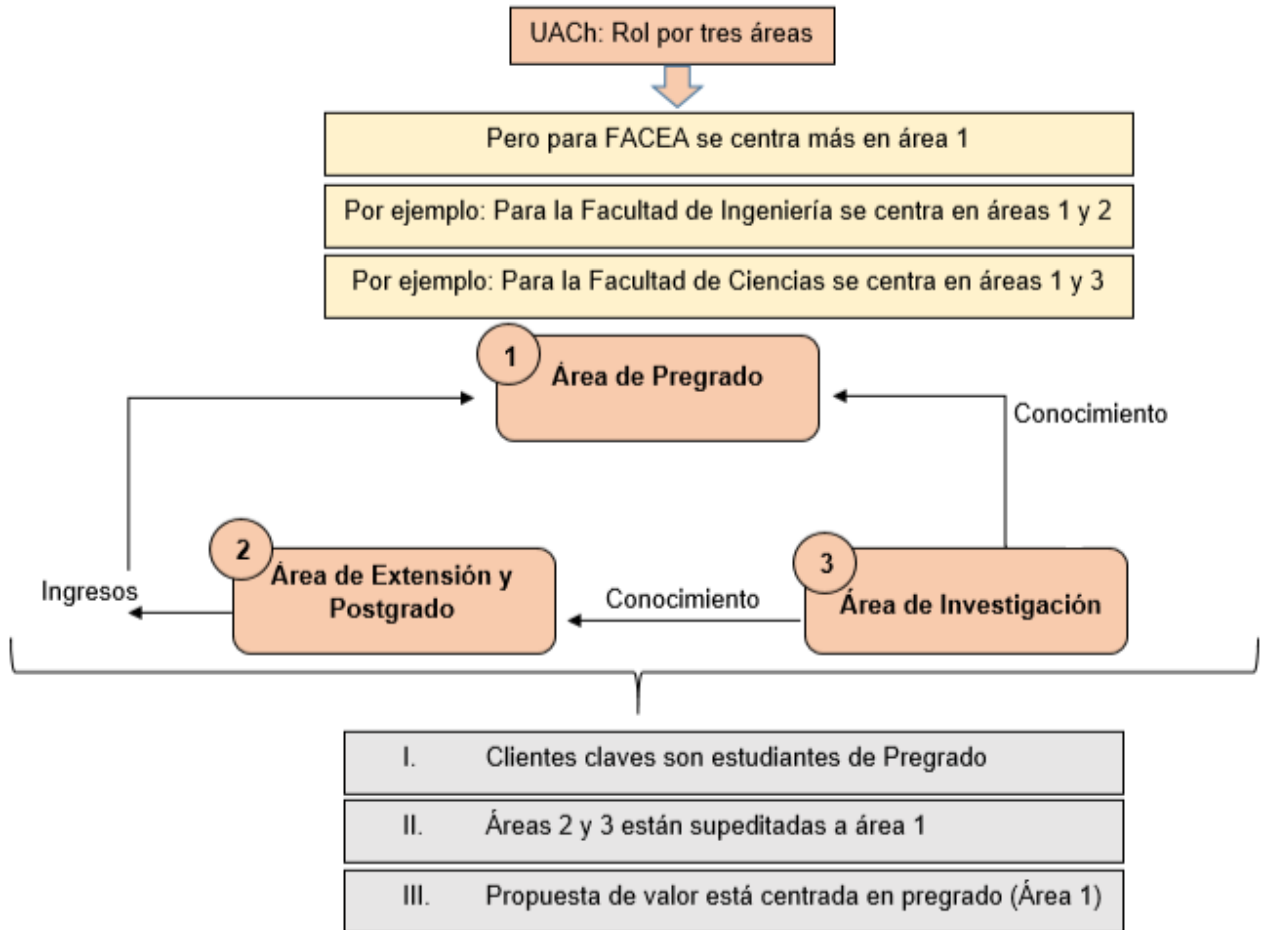 UACh: Rol por tres áreas
Pero para FACEA se centra más en área 1
Por ejemplo: Para la Facultad de Ingeniería se centra en áreas 1 y 2
Por ejemplo: Para la Facultad de Ciencias se centra en áreas 1 y 3
1
Área de Pregrado
Conocimiento
2
Área de Extensión y
Postgrado
Ingresos
Conocimiento
3
Área de Investigación
I. Clientes claves son estudiantes de Pregrado
II. Áreas 2 y 3 están supeditadas a área 1
III. Propuesta de valor está centrada en pregrado (Área 1)